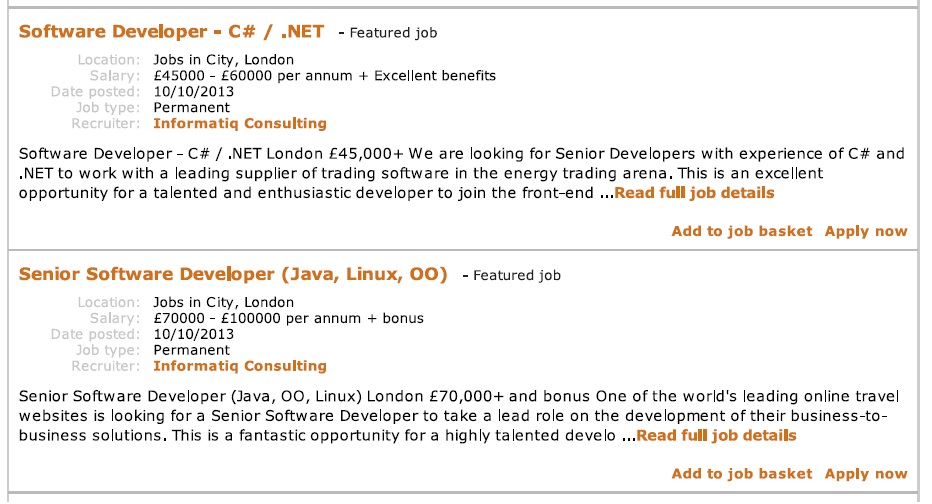 Software Developer - C# / .NET - Featured job
Location: Jobs in City, London
Salary: £45000 - £60000 per annum + Excellent benefits
Date posted: 10/10/2013
Job type: Permanent
Recruiter: Informatiq Consulting
Software Developer - C# / .NET London £45,000+ We are looking for Senior Developers with experience of C# and
.NET to work with a leading supplier of trading software in the energy trading arena. This is an excellent
opportunity for a talented and enthusiastic developer to join the front-end ...Read full job details
Add to job basket Apply now
Senior Software Developer (Java, Linux, OO) - Featured job
Location: Jobs in City, London
Salary: £70000 - £100000 per annum + bonus
Date posted: 10/10/2013
Job type: Permanent
Recruiter: Informatiq Consulting
Senior Software Developer (Java, OO, Linux) London £70,000+ and bonus One of the world's leading online travel
websites is looking for a Senior Software Developer to take a lead role on the development of their business-to-
business solutions. This is a fantastic opportunity for a highly talented develo ...Read full job details
Add to job basket Apply now